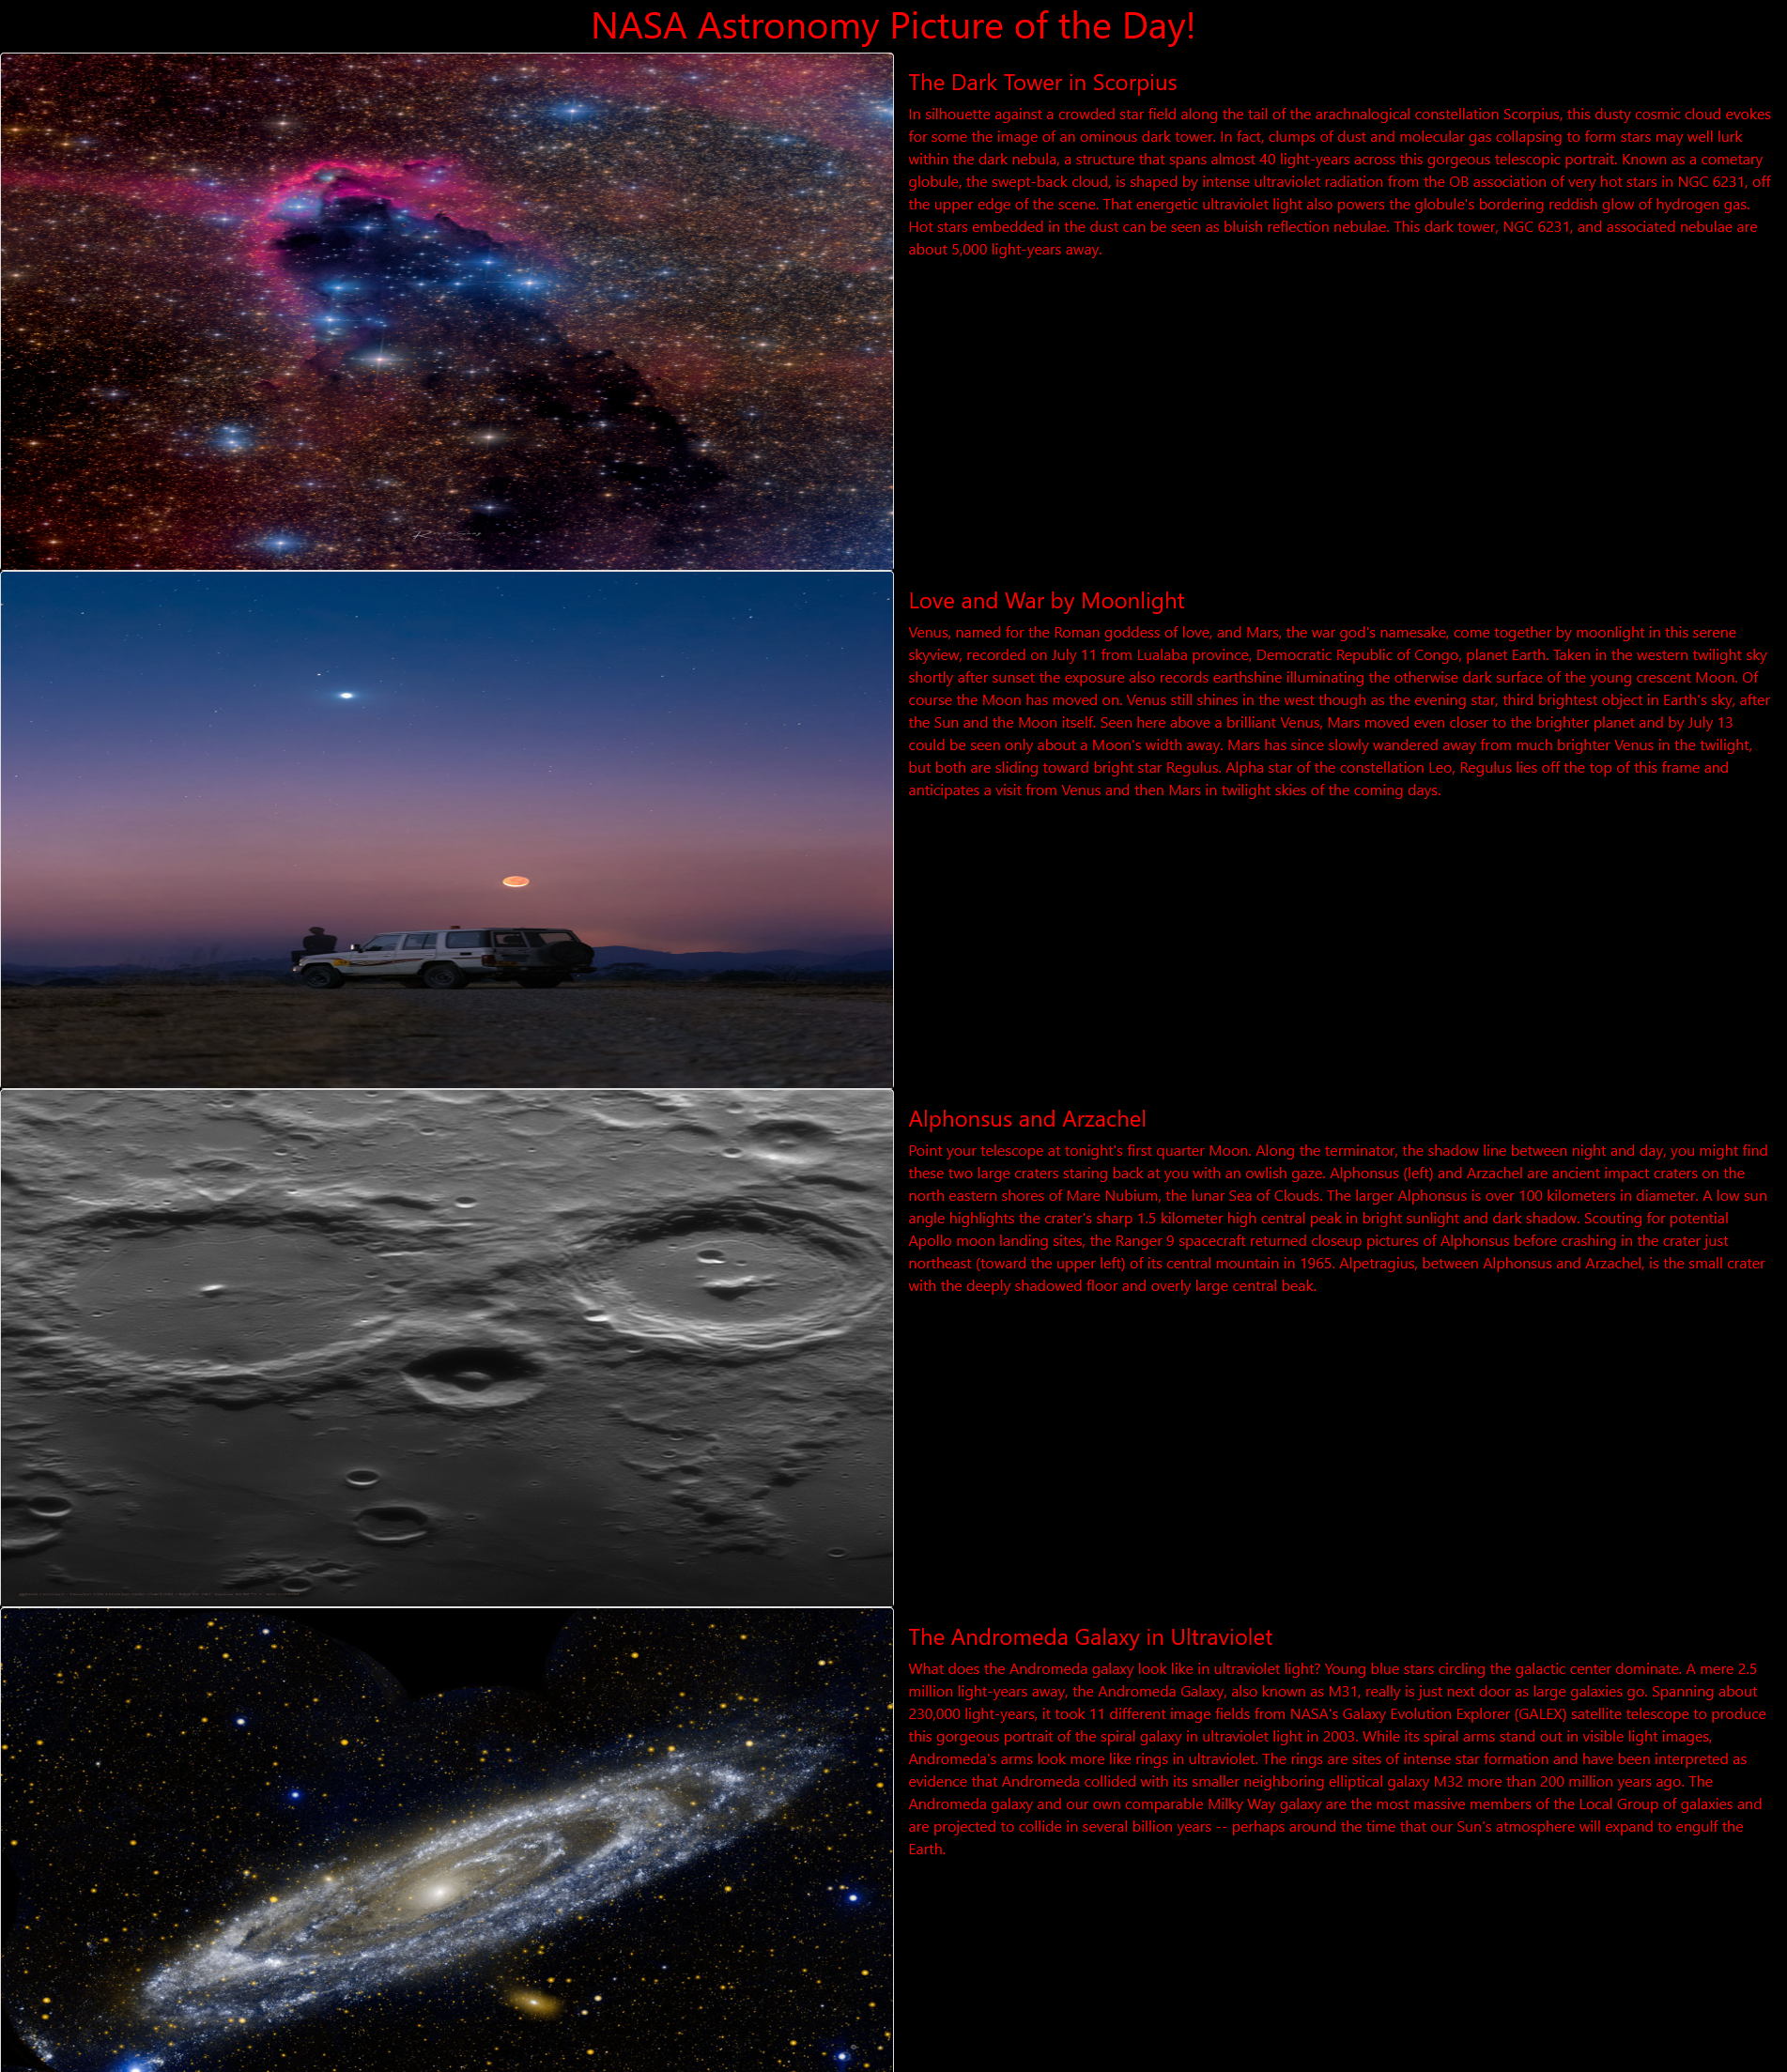 NASA Astronomy Picture of the Day!
The Dark Tower in Scorpius
In silhouette against a crowded star field along the tail of the arachnalogical constellation Scorpius, this dusty cosmic cloud evokes
for some the image of an ominous dark tower. In fact, clumps of dust and molecular gas collapsing to form stars may well lurk
within the dark nebula, a structure that spans almost 40 light-years across this gorgeous telescopic portrait. Known as a cometary
globule, the swept-back cloud, is shaped by intense ultraviolet radiation from the OB association of very hot stars in NGC 6231, off
the upper edge of the scene. That energetic ultraviolet light also powers the globule's bordering reddish glow of hydrogen gas.
Hot stars embedded in the dust can be seen as bluish reflection nebulae. This dark tower, NGC 6231, and associated nebulae are
about 5,000 light-years away.
Love and War by Moonlight
Venus, named for the Roman goddess of love, and Mars, the war god's namesake, come together by moonlight in this serene
skyview, recorded on July 11 from Lualaba province, Democratic Republic of Congo, planet Earth. Taken in the western twilight sky
shortly after sunset the exposure also records earthshine illuminating the otherwise dark surface of the young crescent Moon. Of
course the Moon has moved on. Venus still shines in the west though as the evening star, third brightest object in Earth's sky, after
the Sun and the Moon itself. Seen here above a brilliant Venus, Mars moved even closer to the brighter planet and by July 13
could be seen only about a Moon's width away. Mars has since slowly wandered away from much brighter Venus in the twilight,
but both are sliding toward bright star Regulus. Alpha star of the constellation Leo, Regulus lies off the top of this frame and
anticipates a visit from Venus and then Mars in twilight skies of the coming days.
Alphonsus and Arzachel
Point your telescope at tonight's first quarter Moon. Along the terminator, the shadow line between night and day, you might find
these two large craters staring back at you with an owlish gaze. Alphonsus (left) and Arzachel are ancient impact craters on the
north eastern shores of Mare Nubium, the lunar Sea of Clouds. The larger Alphonsus is over 100 kilometers in diameter. A low sun
angle highlights the crater's sharp 1.5 kilometer high central peak in bright sunlight and dark shadow. Scouting for potential
Apollo moon landing sites, the Ranger 9 spacecraft returned closeup pictures of Alphonsus before crashing in the crater just
northeast (toward the upper left) of its central mountain in 1965. Alpetragius, between Alphonsus and Arzachel, is the small crater
with the deeply shadowed floor and overly large central beak.
The Andromeda Galaxy in Ultraviolet
What does the Andromeda galaxy look like in ultraviolet light? Young blue stars circling the galactic center dominate. A mere 2.5
million light-years away, the Andromeda Galaxy, also known as M31, really is just next door as large galaxies go. Spanning about
230,000 light-years, it took 11 different image fields from NASA's Galaxy Evolution Explorer (GALEX) satellite telescope to produce
this gorgeous portrait of the spiral galaxy in ultraviolet light in 2003. While its spiral arms stand out in visible light images,
Andromeda's arms look more like rings in ultraviolet. The rings are sites of intense star formation and have been interpreted as
evidence that Andromeda collided with its smaller neighboring elliptical galaxy M32 more than 200 million years ago. The
Andromeda galaxy and our own comparable Milky Way galaxy are the most massive members of the Local Group of galaxies and
are projected to collide in several billion years -- perhaps around the time that our Sun's atmosphere will expand to engulf the
Earth.